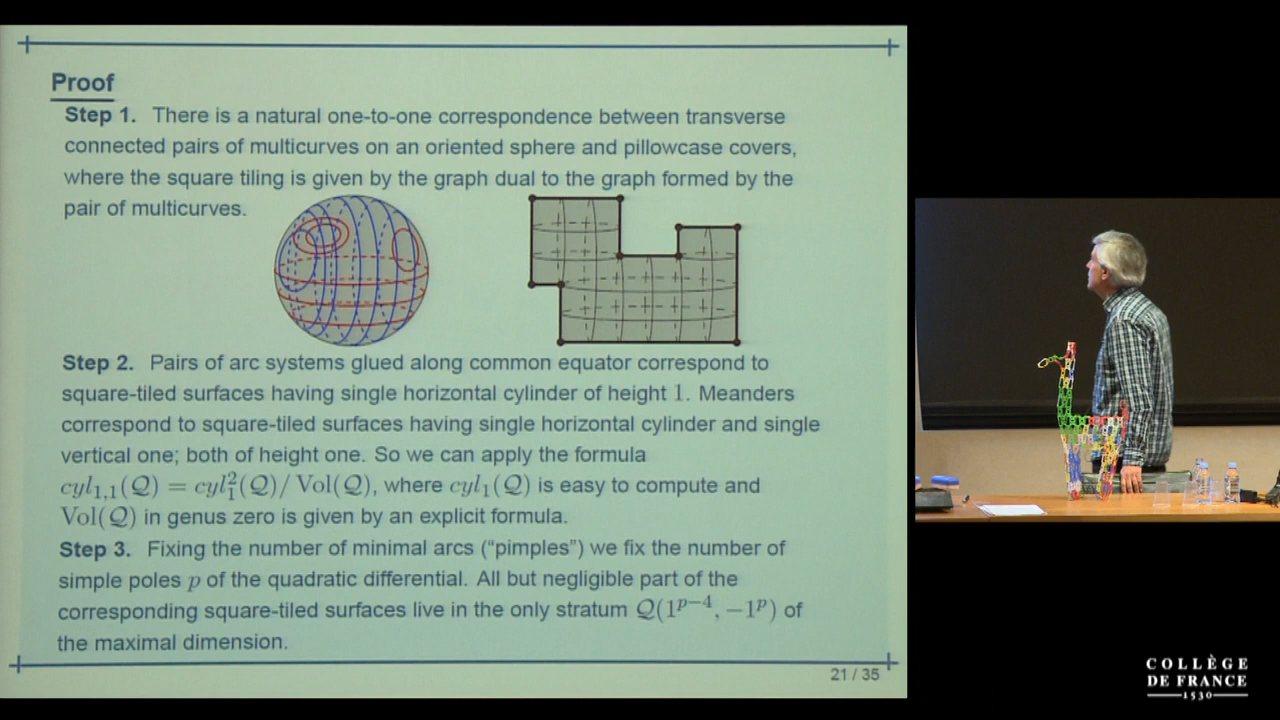 Proof
Step 1. There is a natural one-to-one correspondence between transverse
connected pairs of multicurves on an oriented sphere and pillowcase covers,
where the square tiling is given by the graph dual to the graph formed by the
pair of multicurves.
Step 2. Pairs of arc systems glued along common equator correspond to
square-tiled surfaces having single horizontal cylinder of height 1. Meanders
correspond to square-tiled surfaces having single horizontal cylinder and single
vertical one; both of height one. So we can apply the formula
cyl₁,₁(𝒬) = cyl₁²(𝒬)/ Vol(𝒬), where cyl₁(𝒬) is easy to compute and
Vol(𝒬) in genus zero is given by an explicit formula.
Step 3. Fixing the number of minimal arcs (“pimples”) we fix the number of
simple poles p of the quadratic differential. All but negligible part of the
corresponding square-tiled surfaces live in the only stratum 𝒬(1ᵖ⁻⁴, −1ᵖ) of
the maximal dimension.
21 / 35
COLLÈGE
DE FRANCE
1530